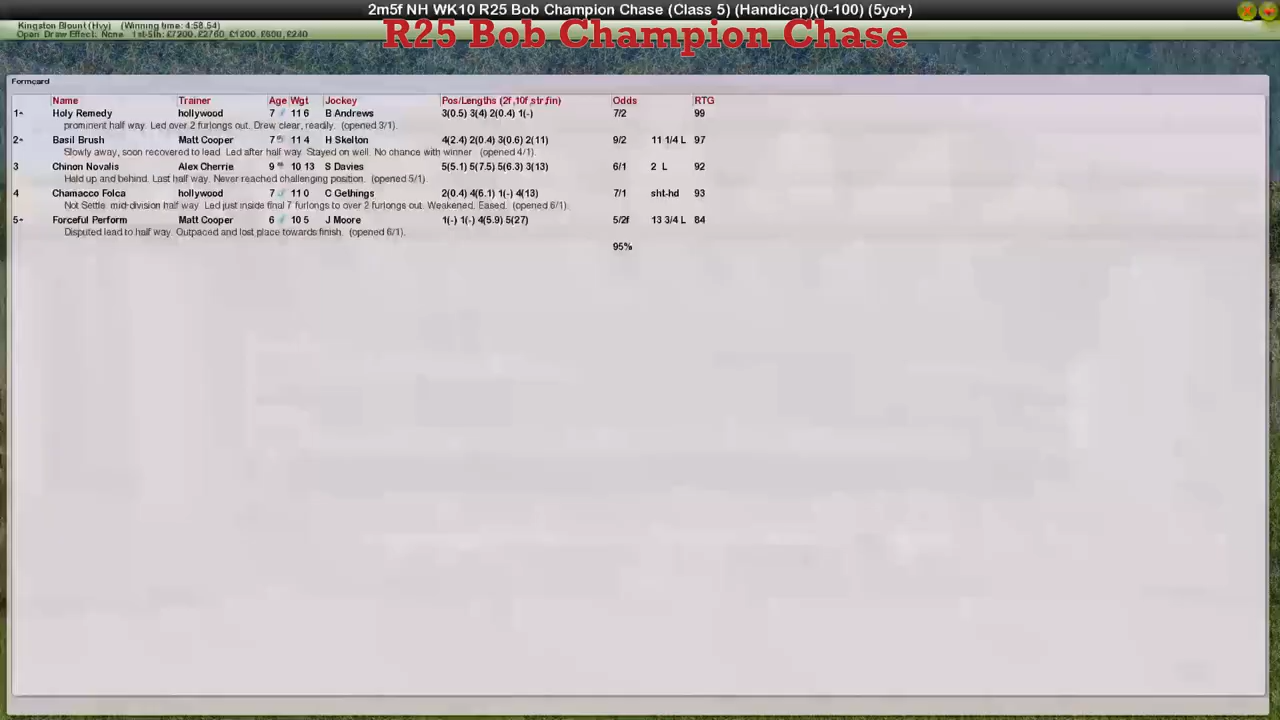 2m5f NH WK10 R25 Bob Champion Chase (Class 5) (Handicap)(0-100) (5yo+)
Kingston Blount (Hvy) (Winning time: 4:58.54)
Open Draw Effect: None 1st-5th: £7200, £2760, £1200, £600, £240
R25 Bob Champion Chase
Formcard
Name Trainer Age Wgt Jockey Pos/Lengths (2f,10f,str,fin) Odds RTG
1 Holy Remedy hollywood 7 11 6 B Andrews 3(0.5) 3(4) 2(0.4) 1(-) 7/2 99
prominent half way. Led over 2 furlongs out. Drew clear, readily. (opened 3/1).
2 Basil Brush Matt Cooper 7 11 4 H Skelton 4(2.4) 2(0.4) 3(0.6) 2(11) 9/2 11 1/4 L 97
Slowly away, soon recovered to lead. Led after half way. Stayed on well. No chance with winner. (opened 4/1).
3 Chinon Novalis Alex Cherrie 9 10 13 S Davies 5(5.1) 5(7.5) 5(6.3) 3(13) 6/1 2 L 92
Held up and behind. Last half way. Never reached challenging position. (opened 5/1).
4 Chamacco Folca hollywood 7 11 0 C Gethings 2(0.4) 4(6.1) 1(-) 4(13) 7/1 sht-hd 93
Not Settle. mid-division half way. Led just inside final 7 furlongs to over 2 furlongs out. Weakened. Eased. (opened 6/1).
5 Forceful Perform Matt Cooper 6 10 5 J Moore 1(-) 1(-) 4(5.9) 5(27) 5/2f 13 3/4 L 84
Disputed lead to half way. Outpaced and lost place towards finish. (opened 6/1).
95%